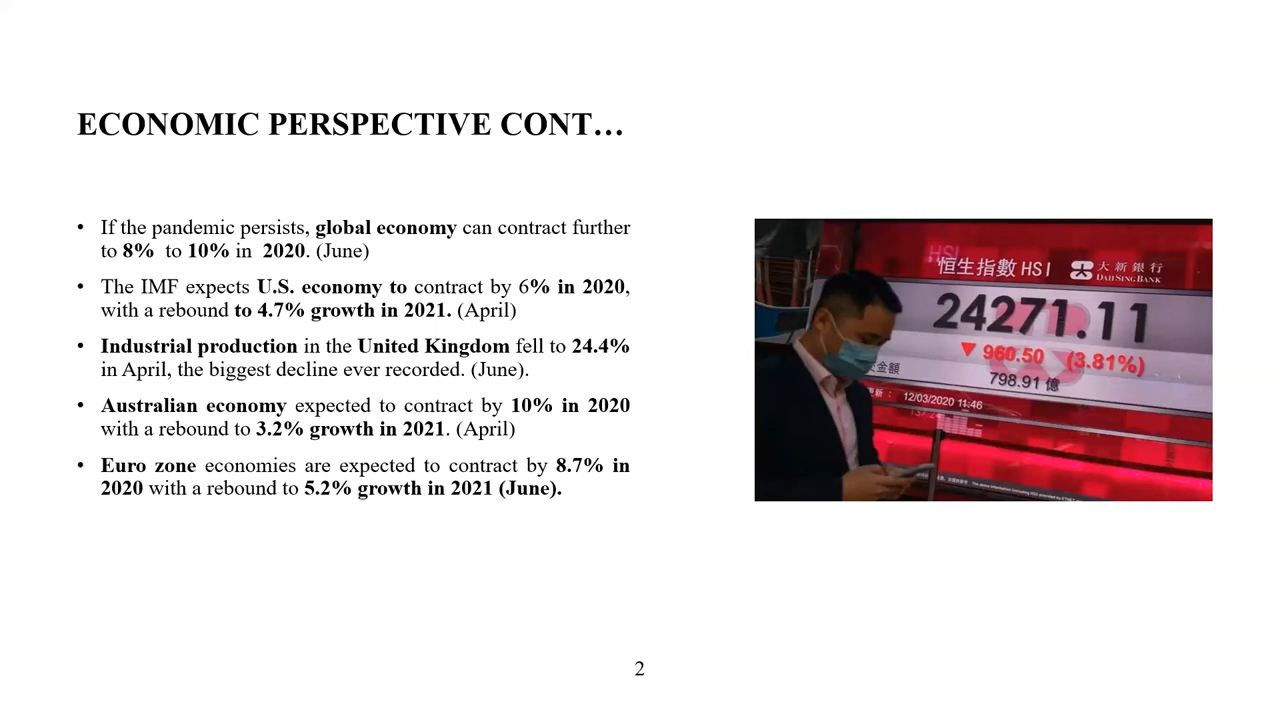 ECONOMIC PERSPECTIVE CONT…
• If the pandemic persists, global economy can contract further
to 8% to 10% in 2020. (June)
• The IMF expects U.S. economy to contract by 6% in 2020,
with a rebound to 4.7% growth in 2021. (April)
• Industrial production in the United Kingdom fell to 24.4%
in April, the biggest decline ever recorded. (June).
• Australian economy expected to contract by 10% in 2020
with a rebound to 3.2% growth in 2021. (April)
• Euro zone economies are expected to contract by 8.7% in
2020 with a rebound to 5.2% growth in 2021 (June).
HSI
恒生指數 HSI
大新銀行
DAH SING BANK
24271.11
▼ 960.50 (3.81%)
金額 798.91 億
新: 12/03/2020 11:46
2